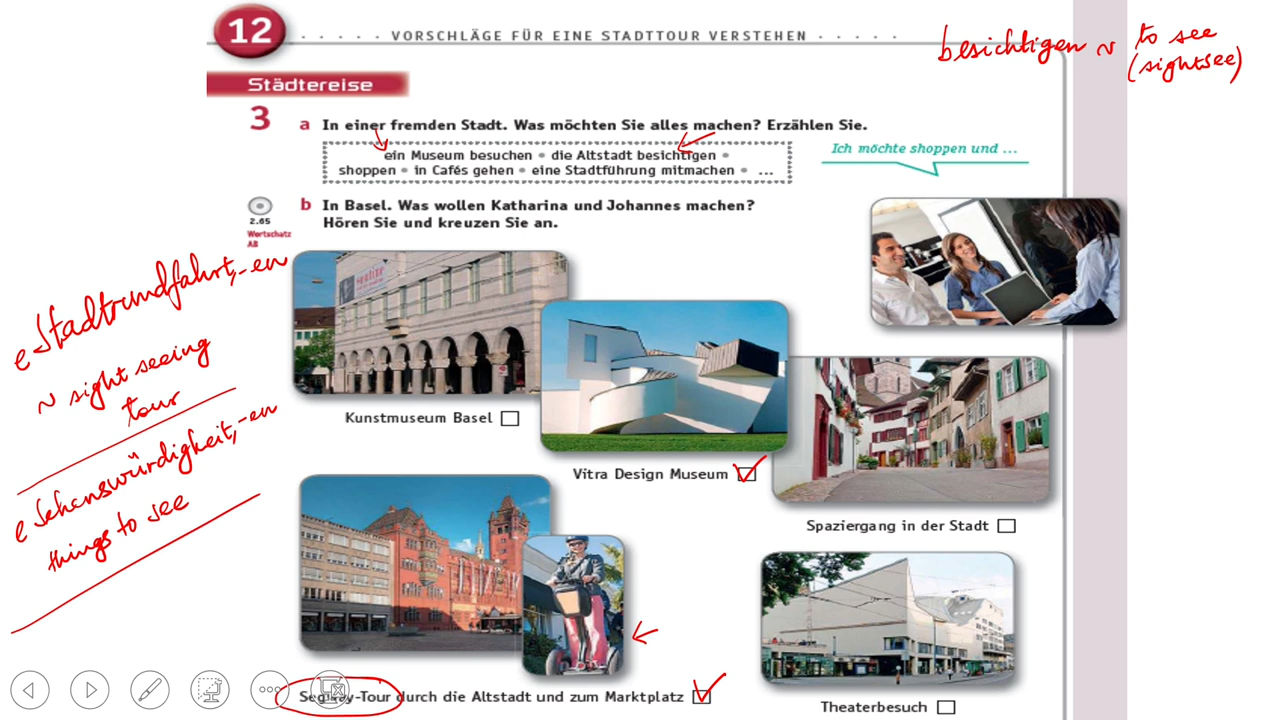 12
VORSCHLÄGE FÜR EINE STADTTOUR VERSTEHEN
besichtigen ~ to see
(sightsee)
Städtereise
3
a In einer fremden Stadt. Was möchten Sie alles machen? Erzählen Sie.
ein Museum besuchen • die Altstadt besichtigen •
shoppen • in Cafés gehen • eine Stadtführung mitmachen • ...
Ich möchte shoppen und ...
b In Basel. Was wollen Katharina und Johannes machen?
Hören Sie und kreuzen Sie an.
2.65
Wortschatz
AB
e Stadtrundfahrt,-en
~ sight seeing
tour
e Sehenswürdigkeit,-en
things to see
Kunstmuseum Basel
Vitra Design Museum
Spaziergang in der Stadt
Segway-Tour durch die Altstadt und zum Marktplatz
Theaterbesuch